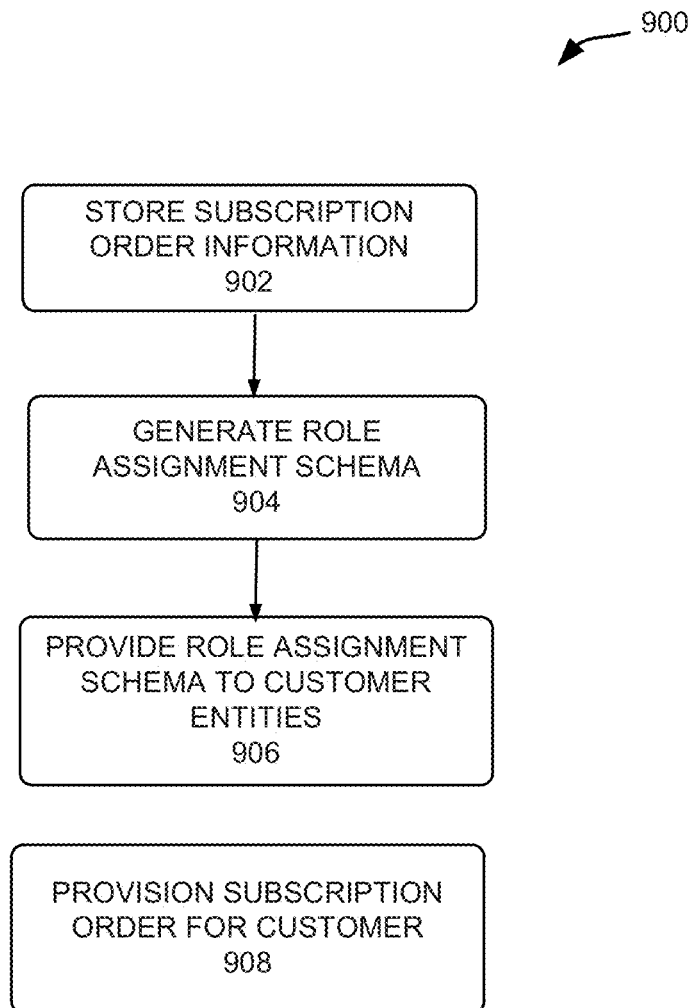 900
STORE SUBSCRIPTION
ORDER INFORMATION
902
GENERATE ROLE
ASSIGNMENT SCHEMA
904
PROVIDE ROLE ASSIGNMENT
SCHEMA TO CUSTOMER
ENTITIES
906
PROVISION SUBSCRIPTION
ORDER FOR CUSTOMER
908